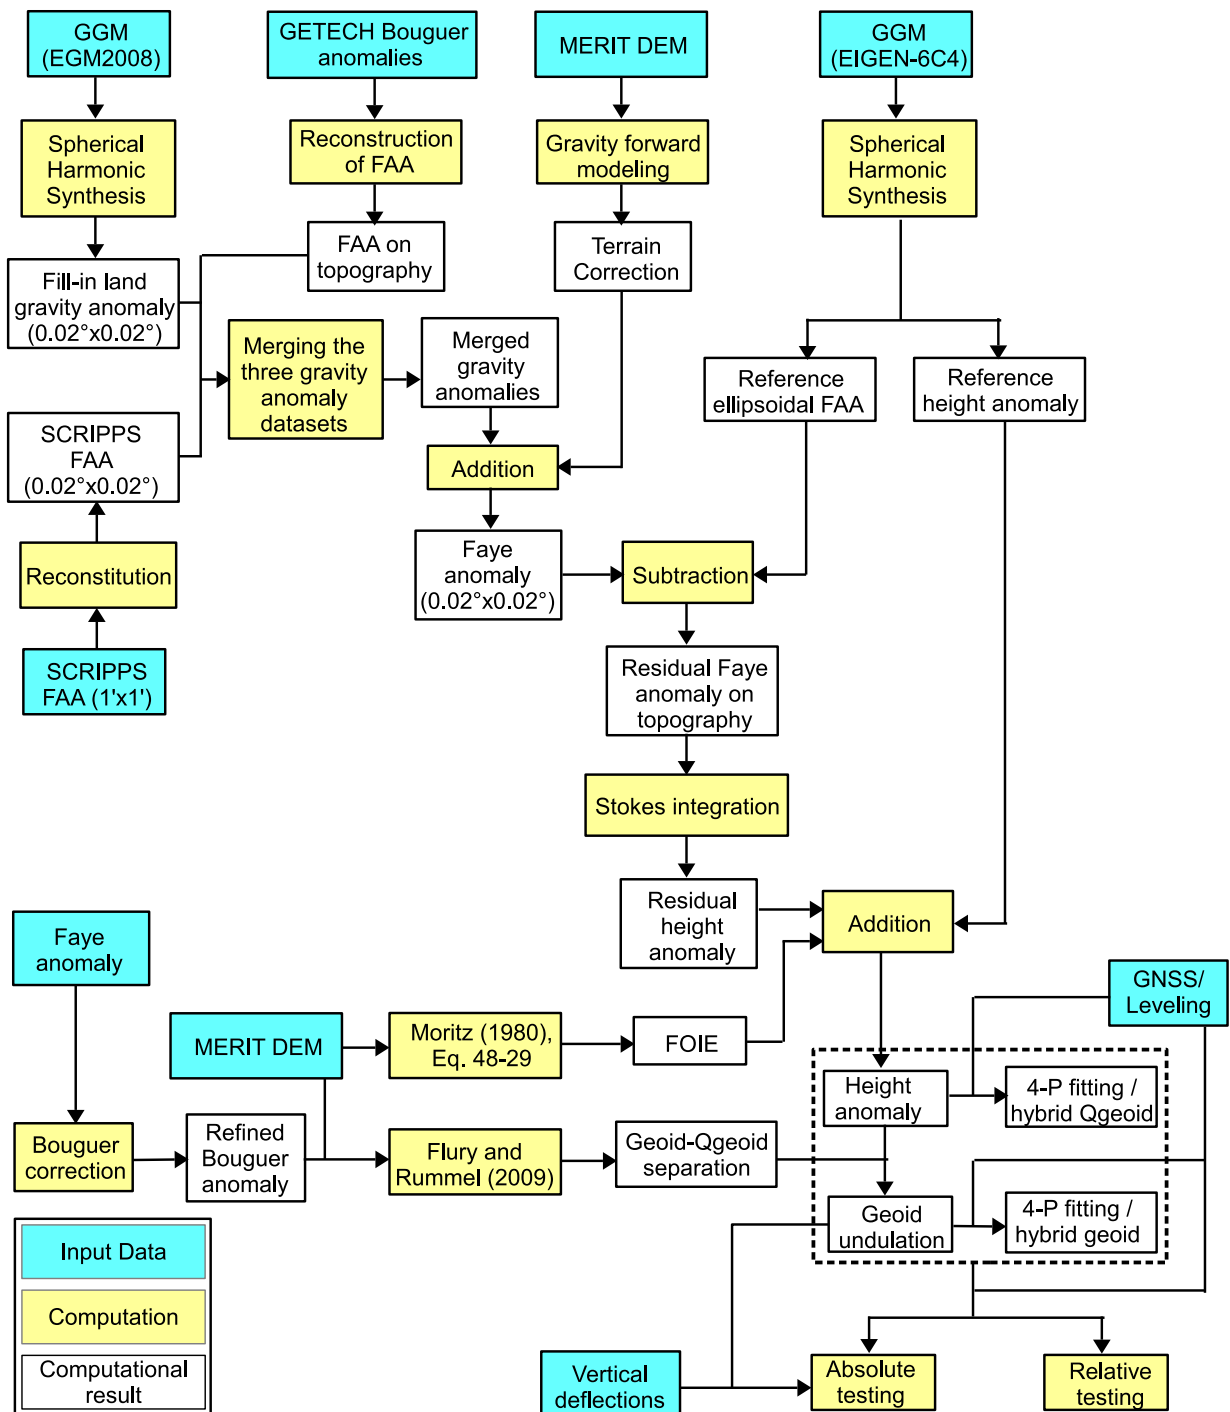 GGM
(EGM2008)
GETECH Bouguer
anomalies
MERIT DEM
GGM
(EIGEN-6C4)
Spherical
Harmonic
Synthesis
Reconstruction
of FAA
Gravity forward
modeling
Spherical
Harmonic
Synthesis
FAA on
topography
Terrain
Correction
Fill-in land
gravity anomaly
(0.02°x0.02°)
Merging the
three gravity
anomaly
datasets
Merged
gravity
anomalies
Reference
ellipsoidal FAA
Reference
height anomaly
SCRIPPS
FAA
(0.02°x0.02°)
Addition
Reconstitution
Faye
anomaly
(0.02°x0.02°)
Subtraction
SCRIPPS
FAA (1'x1')
Residual Faye
anomaly on
topography
Stokes integration
Residual
height
anomaly
Addition
Faye
anomaly
GNSS/
Leveling
MERIT DEM
Moritz (1980),
Eq. 48-29
FOIE
Height
anomaly
4-P fitting /
hybrid Qgeoid
Bouguer
correction
Refined
Bouguer
anomaly
Flury and
Rummel (2009)
Geoid-Qgeoid
separation
Geoid
undulation
4-P fitting /
hybrid geoid
Input Data
Computation
Computational
result
Vertical
deflections
Absolute
testing
Relative
testing